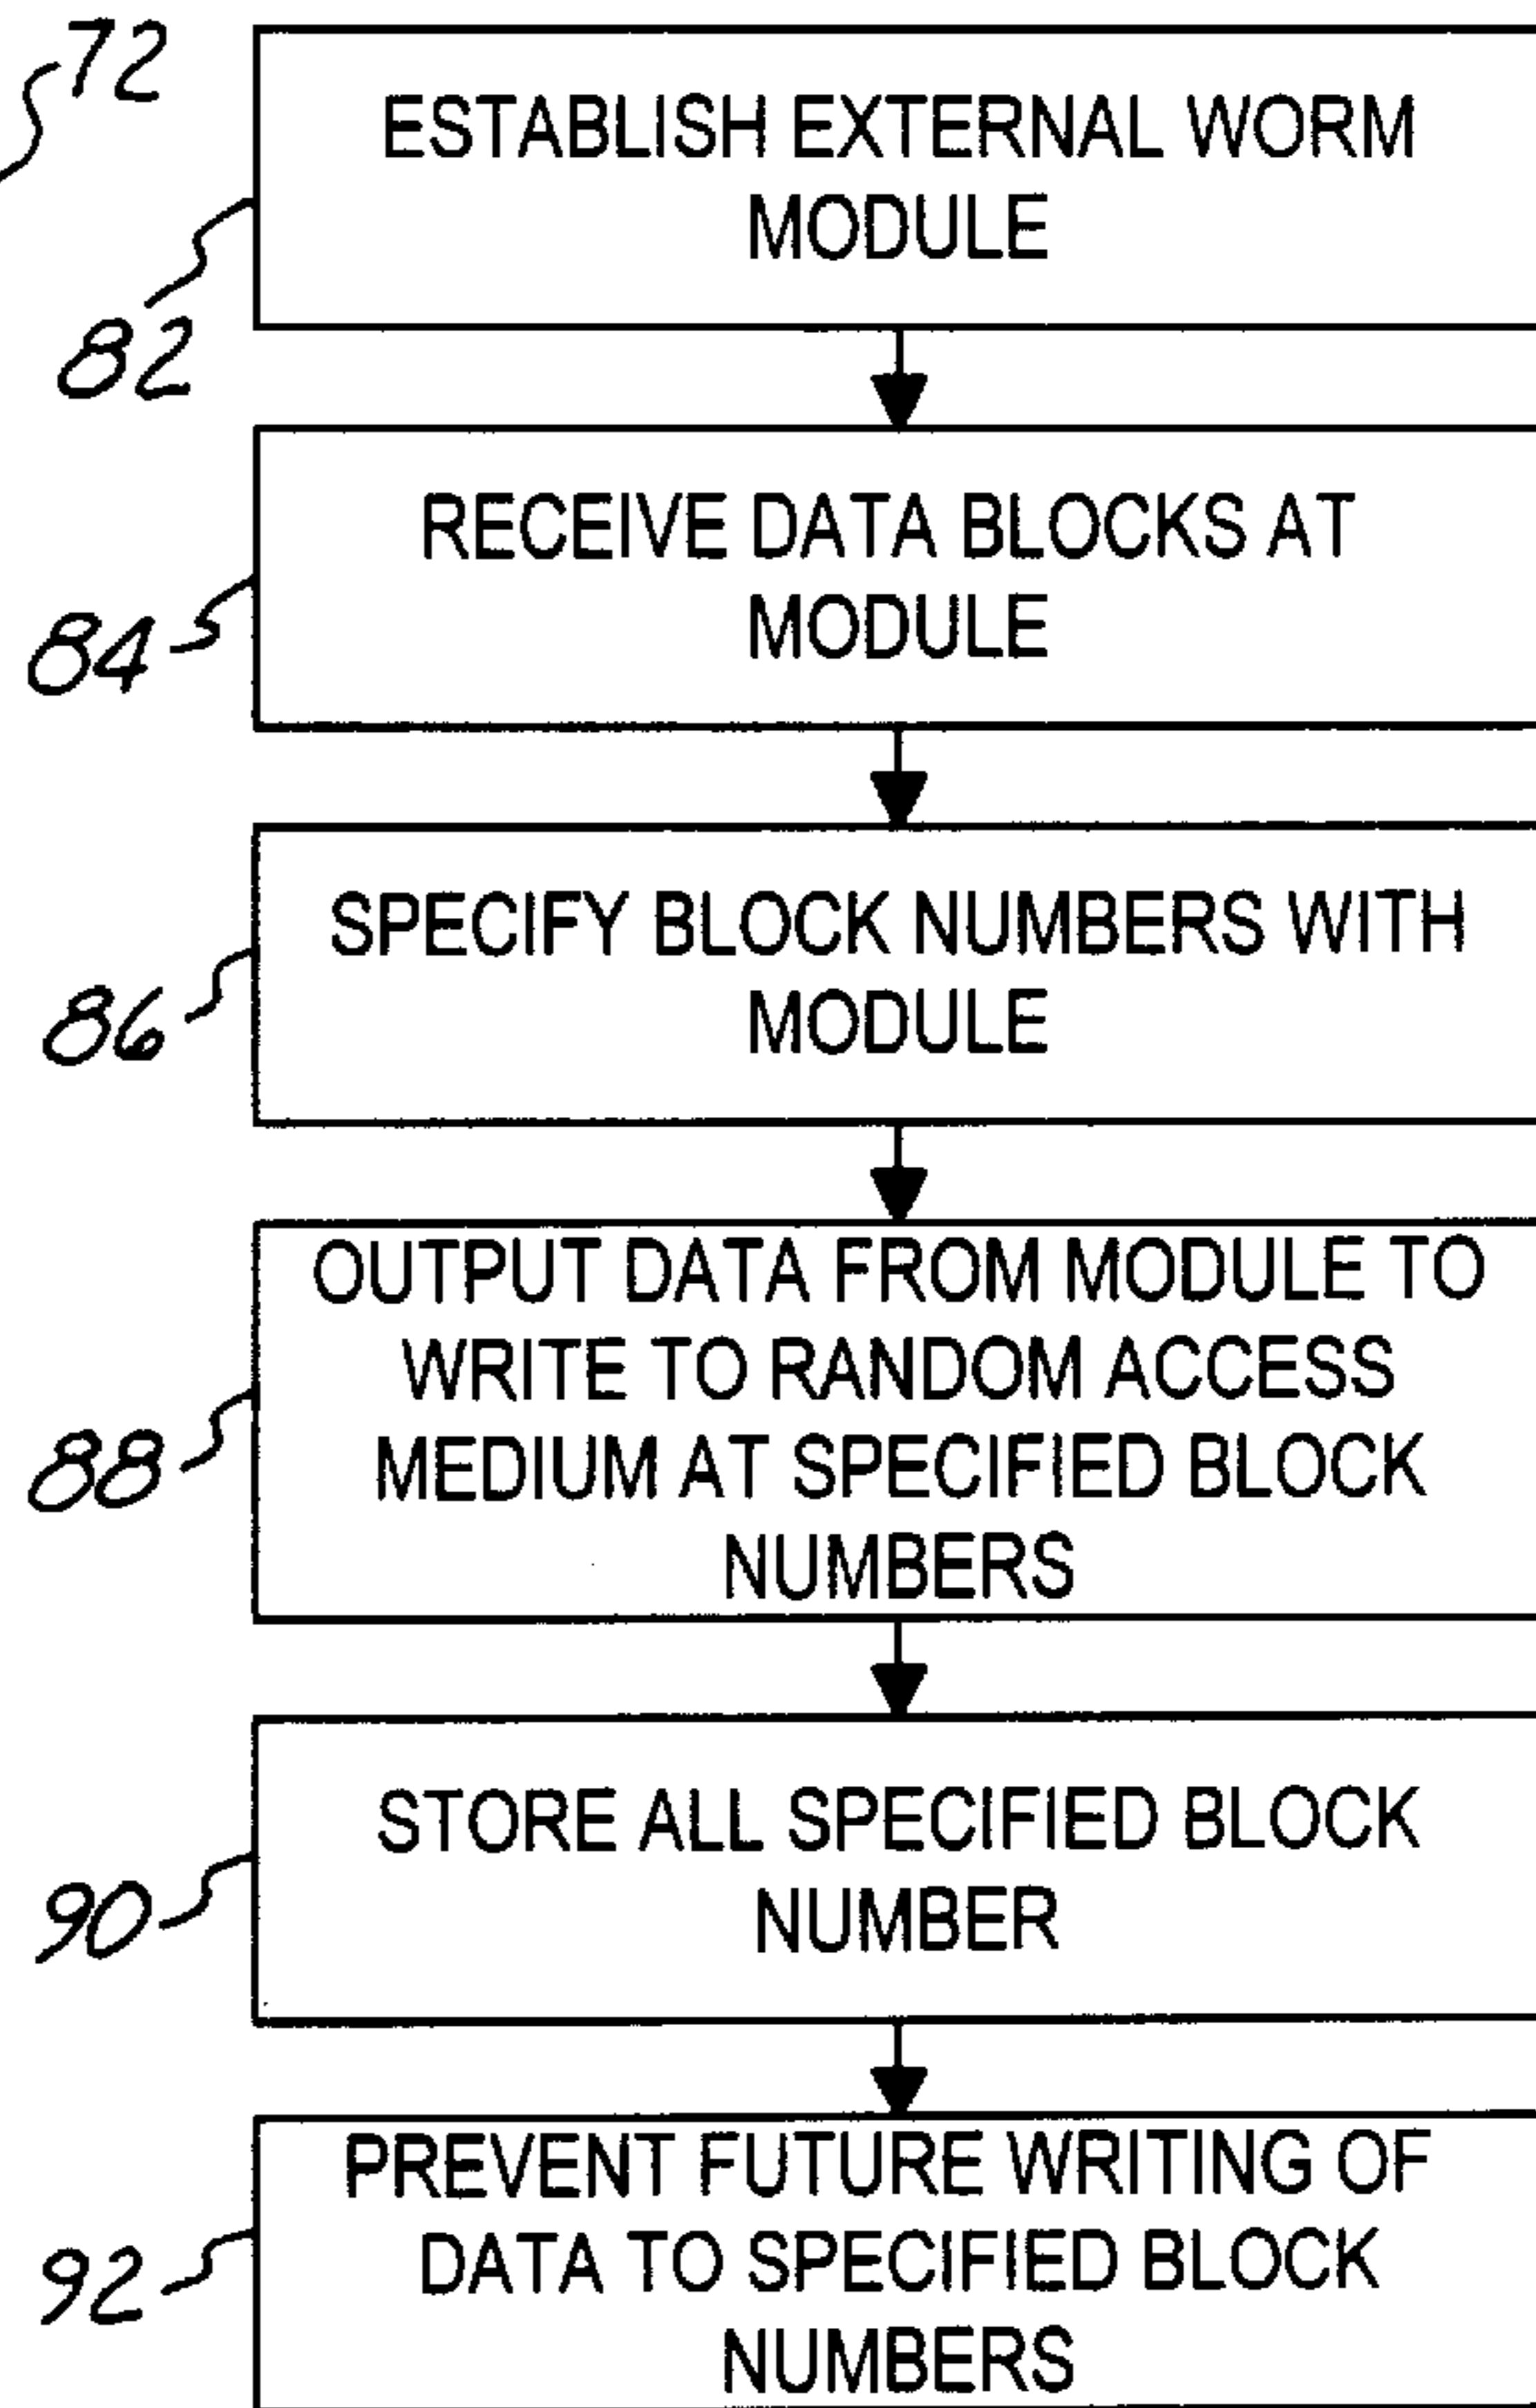 72
ESTABLISH EXTERNAL WORM
MODULE
82
RECEIVE DATA BLOCKS AT
MODULE
84
SPECIFY BLOCK NUMBERS WITH
MODULE
86
OUTPUT DATA FROM MODULE TO
WRITE TO RANDOM ACCESS
MEDIUM AT SPECIFIED BLOCK
NUMBERS
88
STORE ALL SPECIFIED BLOCK
NUMBER
90
PREVENT FUTURE WRITING OF
DATA TO SPECIFIED BLOCK
NUMBERS
92